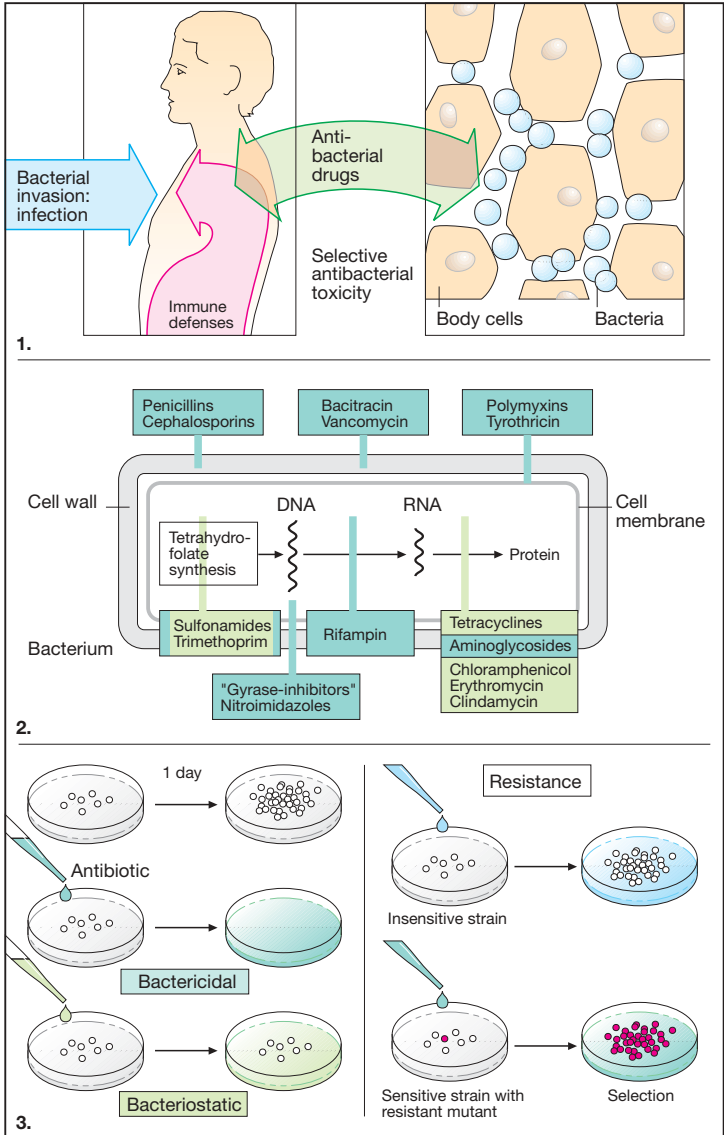 Bacterial
invasion:
infection
Immune
defenses
Anti-
bacterial
drugs
Selective
antibacterial
toxicity
Body cells
Bacteria
1.
Penicillins
Cephalosporins
Bacitracin
Vancomycin
Polymyxins
Tyrothricin
Cell wall
DNA
RNA
Cell
membrane
Tetrahydro-
folate
synthesis
Protein
Bacterium
Sulfonamides
Trimethoprim
Rifampin
Tetracyclines
Aminoglycosides
Chloramphenicol
Erythromycin
Clindamycin
"Gyrase-inhibitors"
Nitroimidazoles
2.
1 day
Antibiotic
Bactericidal
Bacteriostatic
Resistance
Insensitive strain
Sensitive strain with
resistant mutant
Selection
3.